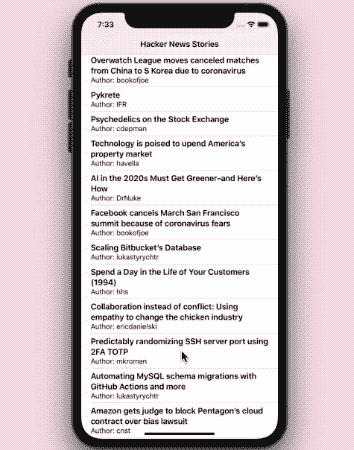 7:33
Hacker News Stories
Overwatch League moves canceled matches
from China to S Korea due to coronavirus
Author: bookofjoe
Pykrete
Author: IFR
Psychedelics on the Stock Exchange
Author: cdepman
Technology is poised to upend America's
property market
Author: havella
AI in the 2020s Must Get Greener–and Here's
How
Author: DrNuke
Facebook cancels March San Francisco
summit because of coronavirus fears
Author: bookofjoe
Scaling Bitbucket's Database
Author: lukastyrychtr
Spend a Day in the Life of Your Customers
(1994)
Author: hhs
Collaboration instead of conflict: Using
empathy to change the chicken industry
Author: ericdanielski
Predictably randomizing SSH server port using
2FA TOTP
Author: mkroman
Automating MySQL schema migrations with
GitHub Actions and more
Author: lukastyrychtr
Amazon gets judge to block Pentagon's cloud
contract over bias lawsuit
Author: cnst